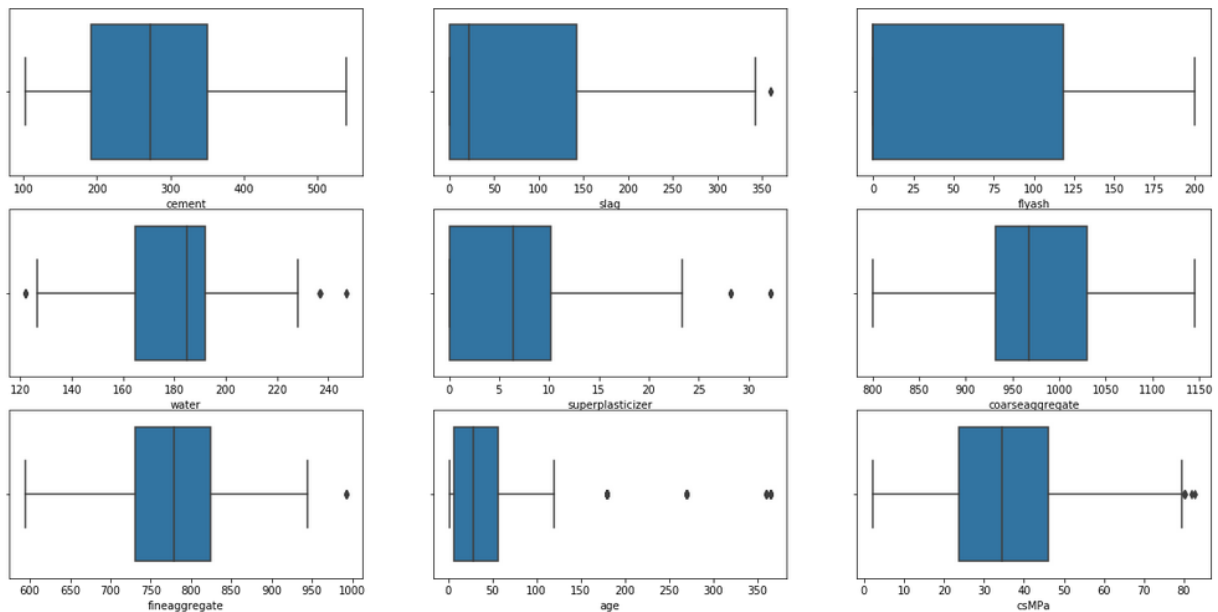 100 200 300 400 500
cement
0 50 100 150 200 250 300 350
slag
0 25 50 75 100 125 150 175 200
flyash
120 140 160 180 200 220 240
water
0 5 10 15 20 25 30
superplasticizer
800 850 900 950 1000 1050 1100 1150
coarseaggregate
600 650 700 750 800 850 900 950 1000
fineaggregate
0 50 100 150 200 250 300 350
age
0 10 20 30 40 50 60 70 80
csMPa